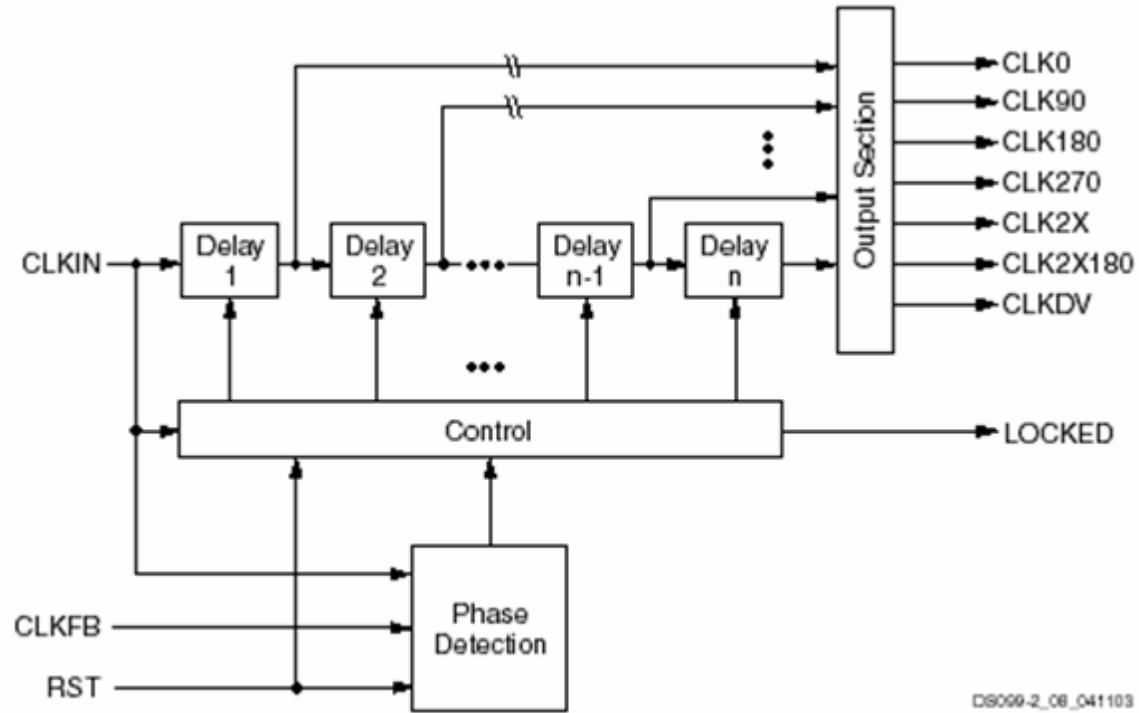 CLK0
CLK90
CLK180
CLK270
CLK2X
CLK2X180
CLKDV
Output Section
CLKIN
Delay
1
Delay
2
Delay
n-1
Delay
n
Control
LOCKED
Phase
Detection
CLKFB
RST
DS099-2_08_041103